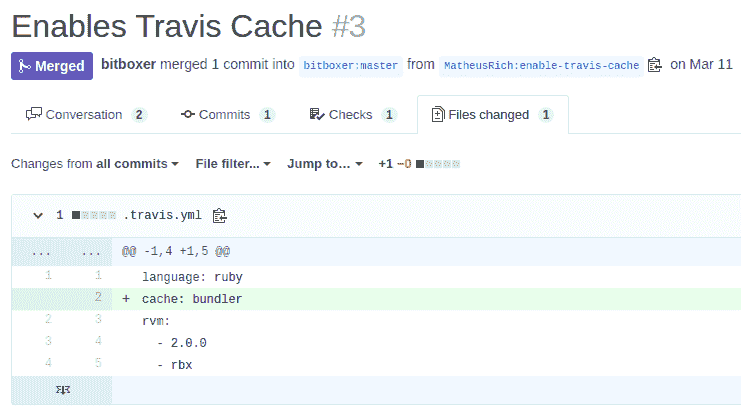 Enables Travis Cache #3
Merged bitboxer merged 1 commit into bitboxer:master from MatheusRich:enable-travis-cache on Mar 11
Conversation 2 Commits 1 Checks 1 Files changed 1
Changes from all commits File filter... Jump to... +1 −0
1 .travis.yml
... ... @@ -1,4 +1,5 @@
1 1 language: ruby
2 + cache: bundler
2 3 rvm:
3 4 - 2.0.0
4 5 - rbx